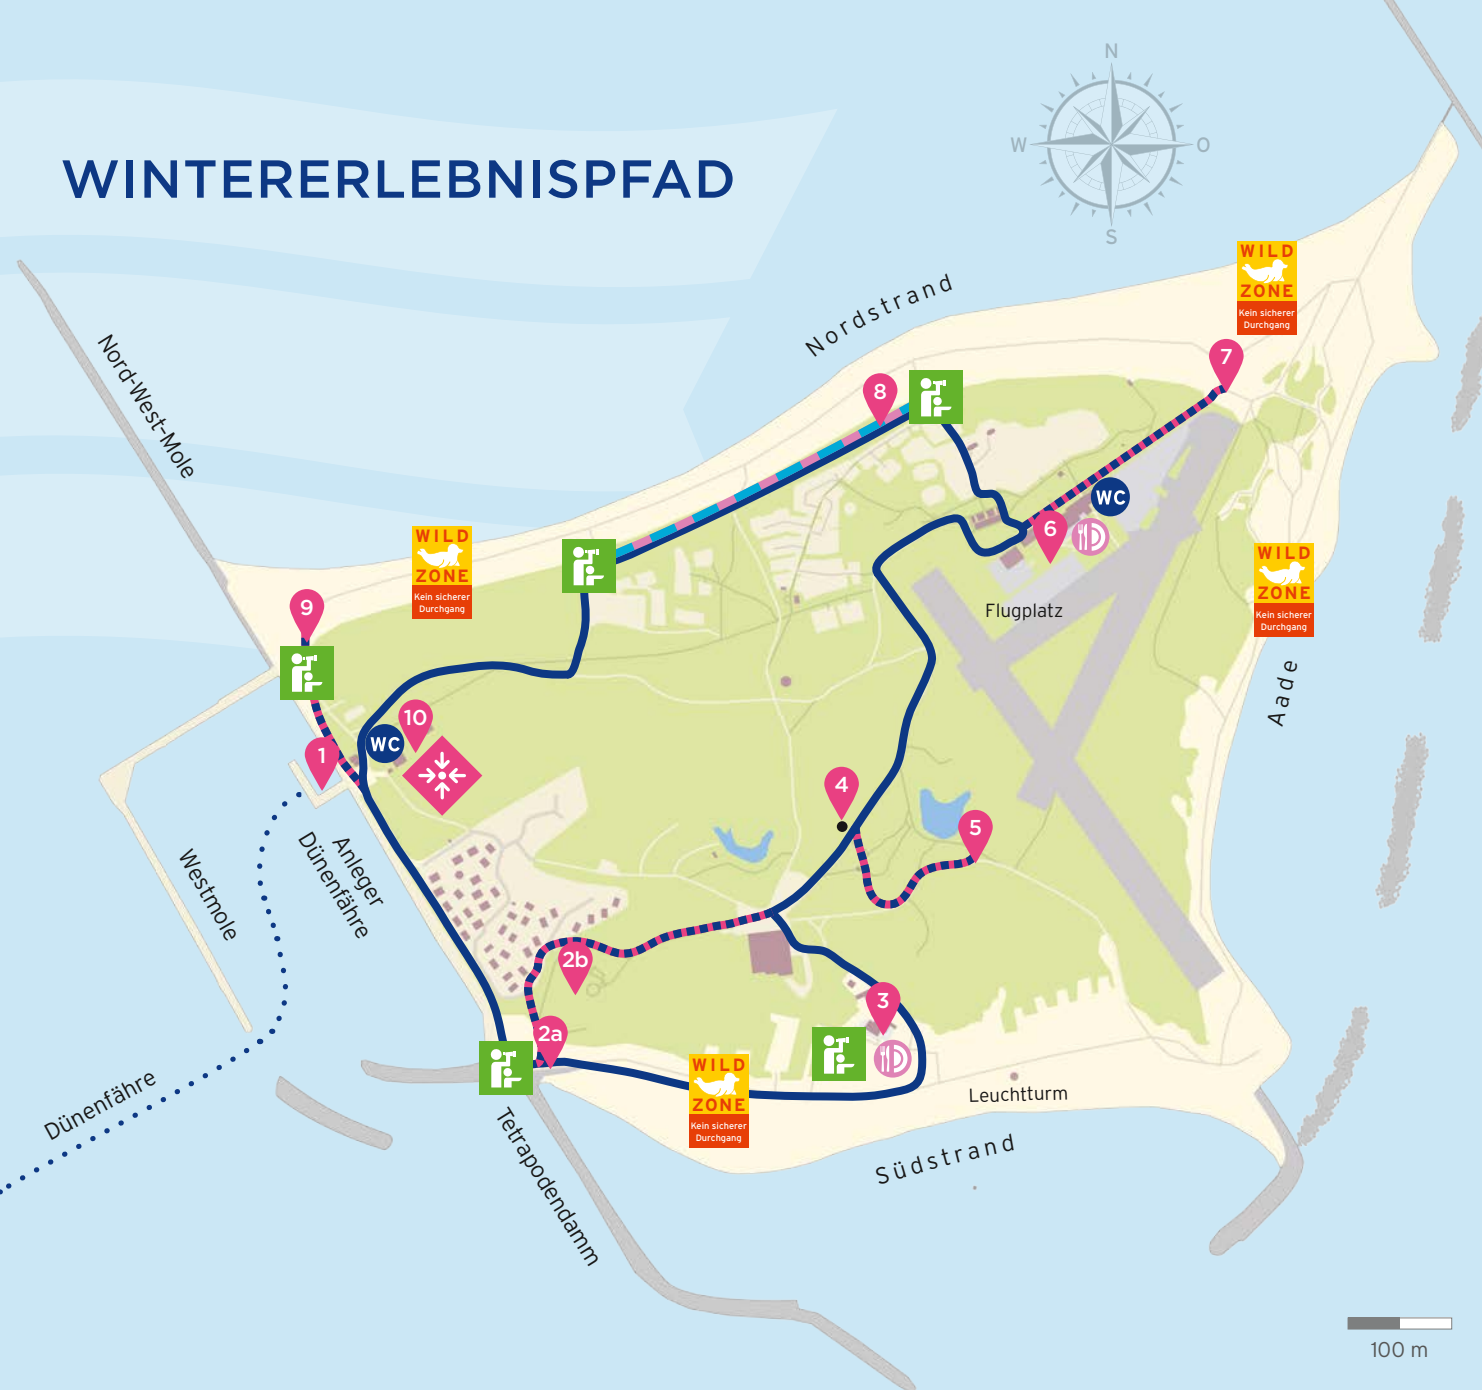 N
W
O
S
WINTERERLEBNISPFAD
WILD
ZONE
Kein sicherer
Durchgang
Nordstrand
Nord-West-Mole
7
8
WC
6
WILD
ZONE
Kein sicherer
Durchgang
WILD
ZONE
Kein sicherer
Durchgang
9
Flugplatz
Aade
10
WC
1
4
5
Anleger
Dünenfähre
Westmole
2b
3
2a
WILD
ZONE
Kein sicherer
Durchgang
Leuchtturm
Dünenfähre
Südstrand
Tetrapodendamm
100 m